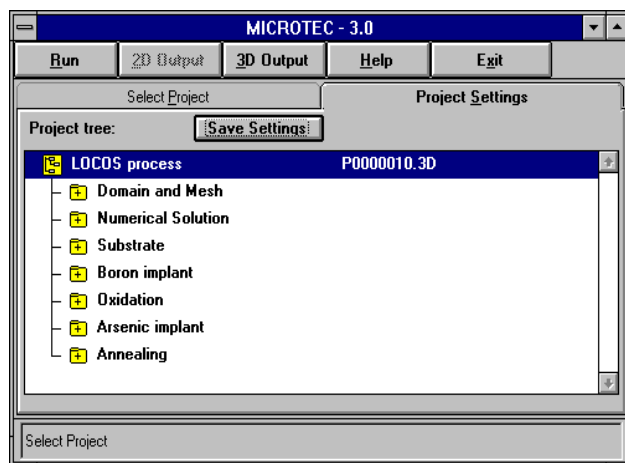 MICROTEC - 3.0
Run 2D Output 3D Output Help Exit
Select Project Project Settings
Project tree: Save Settings
LOCOS process P0000010.3D
Domain and Mesh
Numerical Solution
Substrate
Boron implant
Oxidation
Arsenic implant
Annealing
Select Project